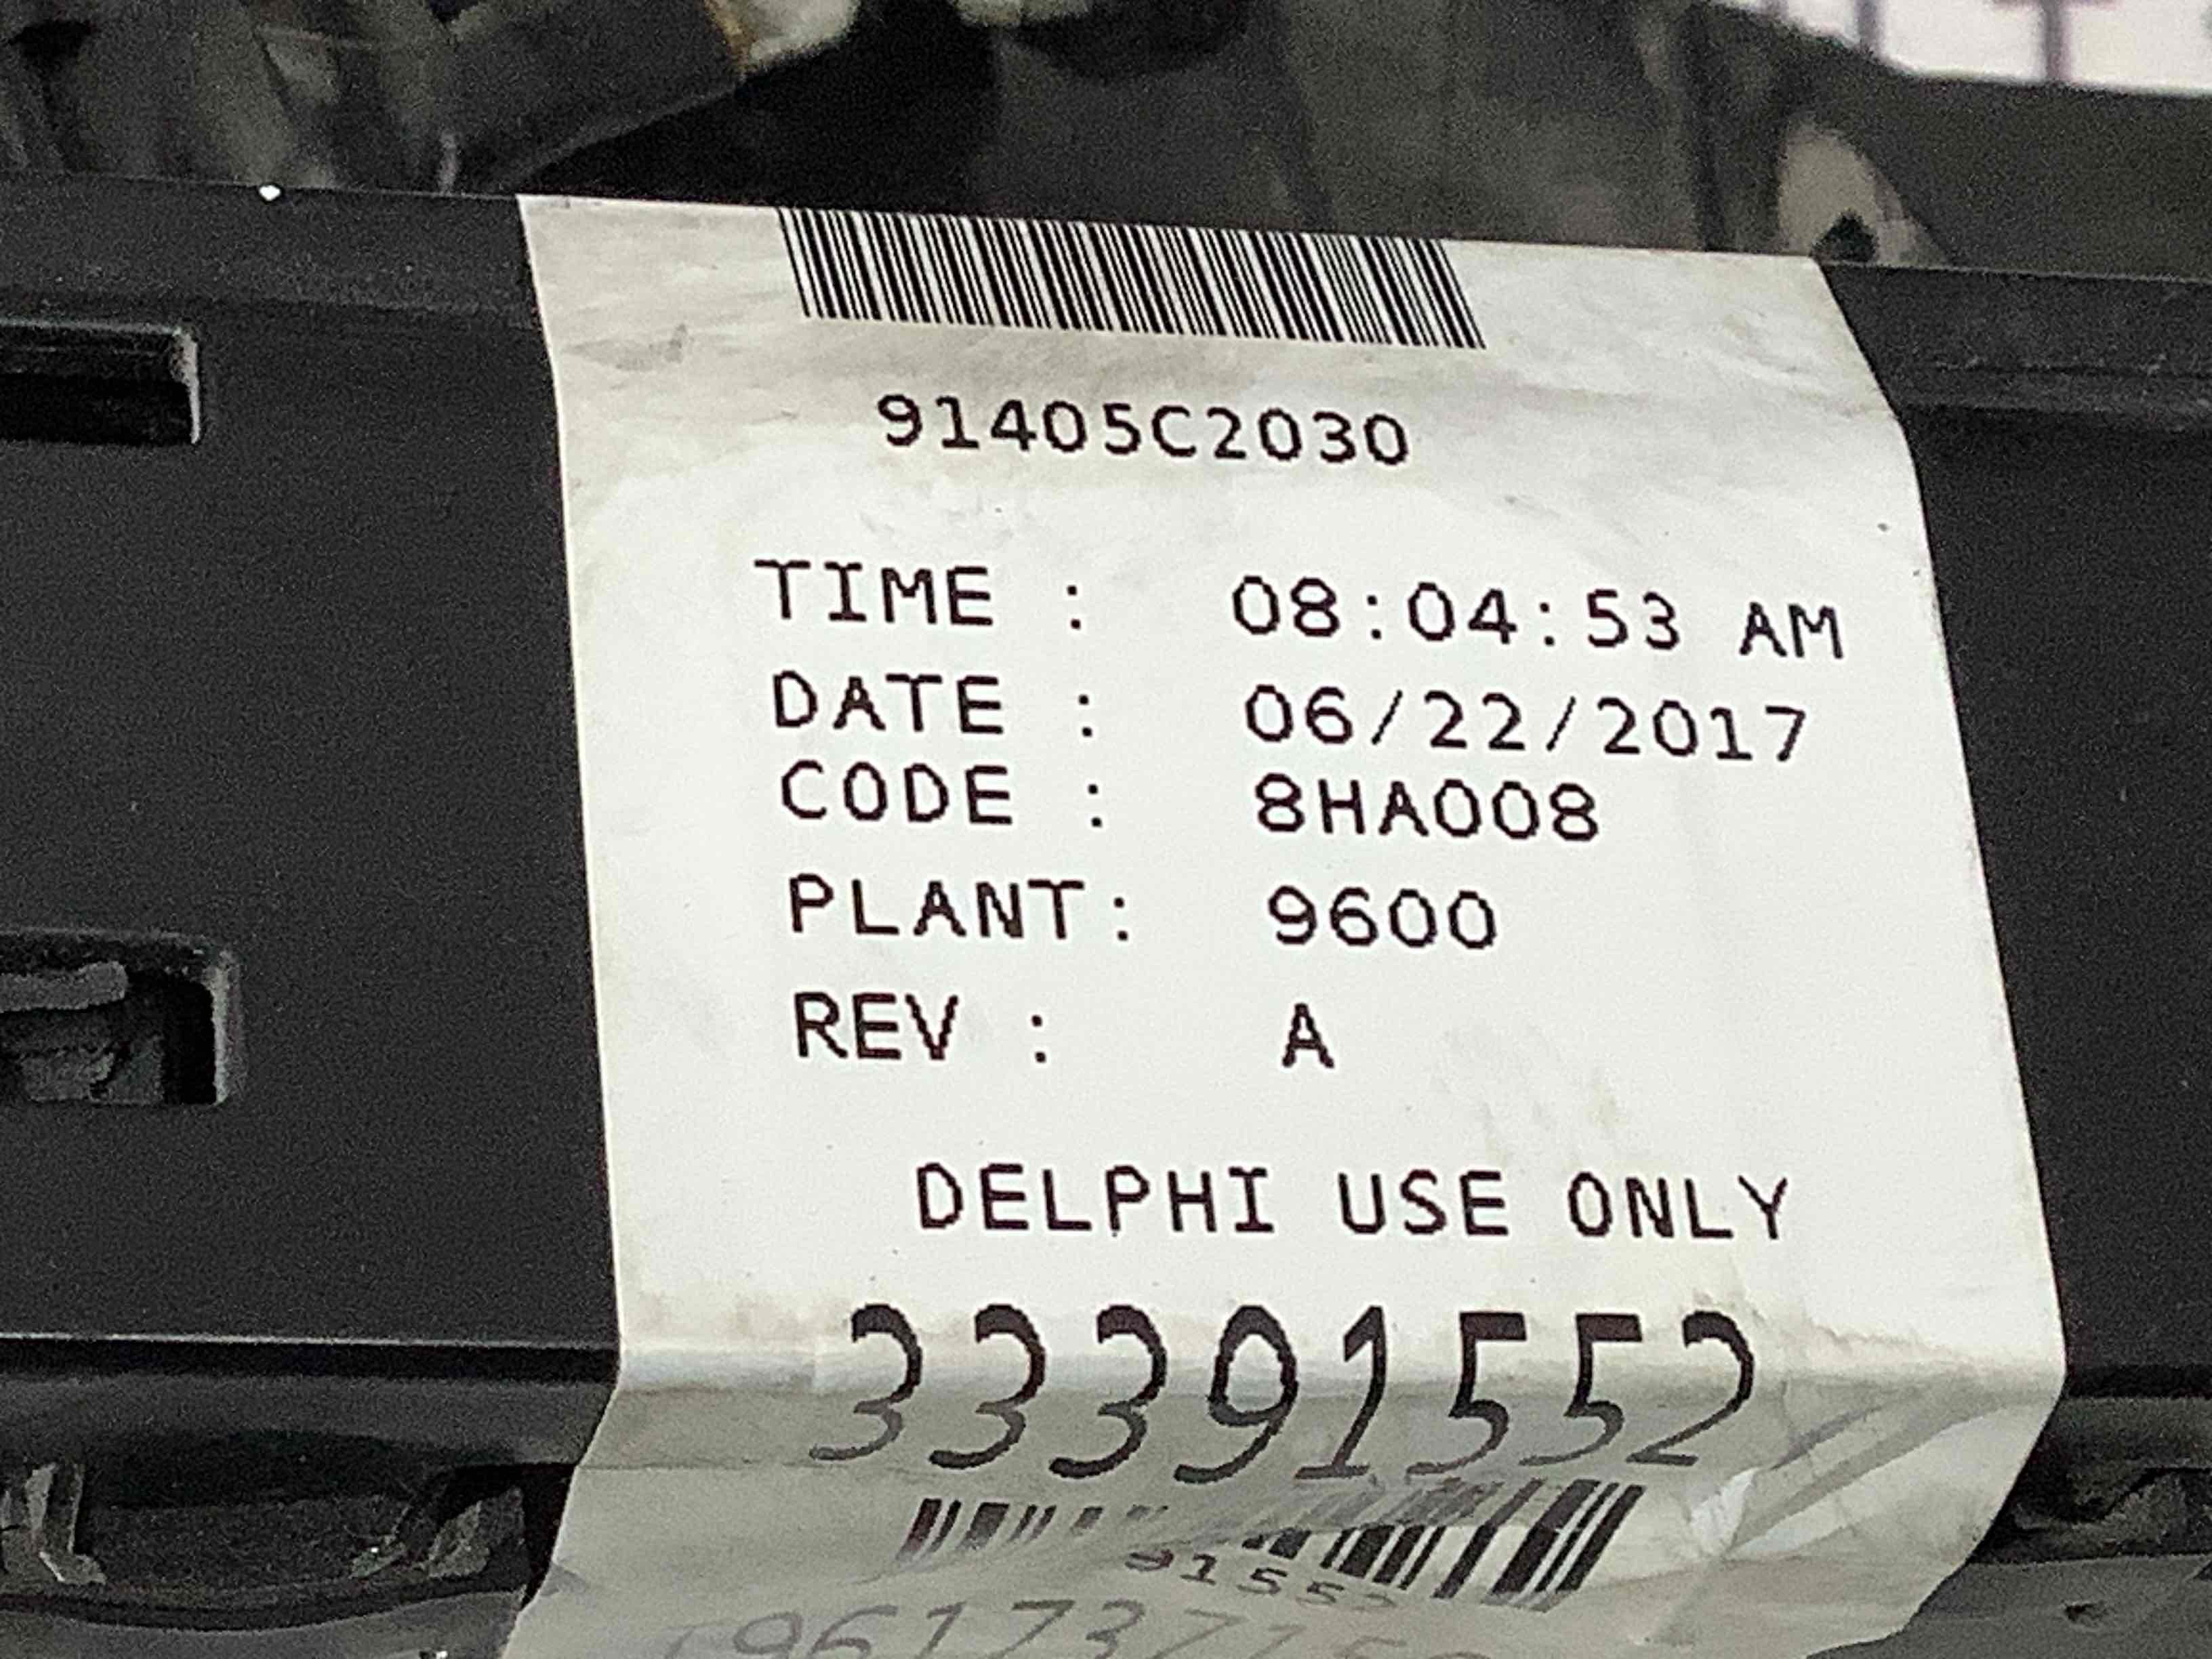 91405C2030
TIME : 08:04:53 AM
DATE : 06/22/2017
CODE : 8HA008
PLANT: 9600
REV : A
DELPHI USE ONLY
33391552